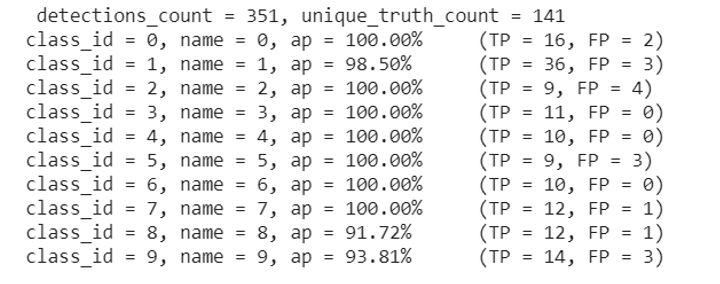 detections_count = 351, unique_truth_count = 141
class_id = 0, name = 0, ap = 100.00% (TP = 16, FP = 2)
class_id = 1, name = 1, ap = 98.50% (TP = 36, FP = 3)
class_id = 2, name = 2, ap = 100.00% (TP = 9, FP = 4)
class_id = 3, name = 3, ap = 100.00% (TP = 11, FP = 0)
class_id = 4, name = 4, ap = 100.00% (TP = 10, FP = 0)
class_id = 5, name = 5, ap = 100.00% (TP = 9, FP = 3)
class_id = 6, name = 6, ap = 100.00% (TP = 10, FP = 0)
class_id = 7, name = 7, ap = 100.00% (TP = 12, FP = 1)
class_id = 8, name = 8, ap = 91.72% (TP = 12, FP = 1)
class_id = 9, name = 9, ap = 93.81% (TP = 14, FP = 3)